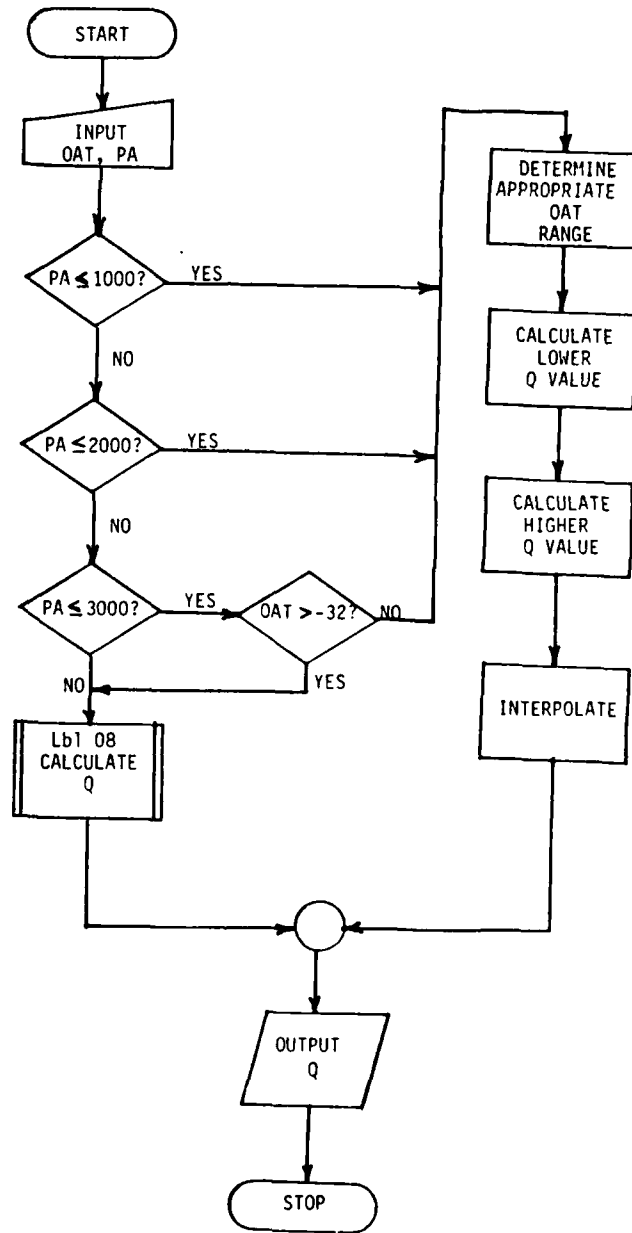 START
INPUT
OAT, PA
PA ≦ 1000?
YES
NO
PA ≦ 2000?
YES
NO
PA ≦ 3000?
YES
OAT > -32?
NO
NO
YES
Lbl 08
CALCULATE
Q
DETERMINE
APPROPRIATE
OAT
RANGE
CALCULATE
LOWER
Q VALUE
CALCULATE
HIGHER
Q VALUE
INTERPOLATE
OUTPUT
Q
STOP